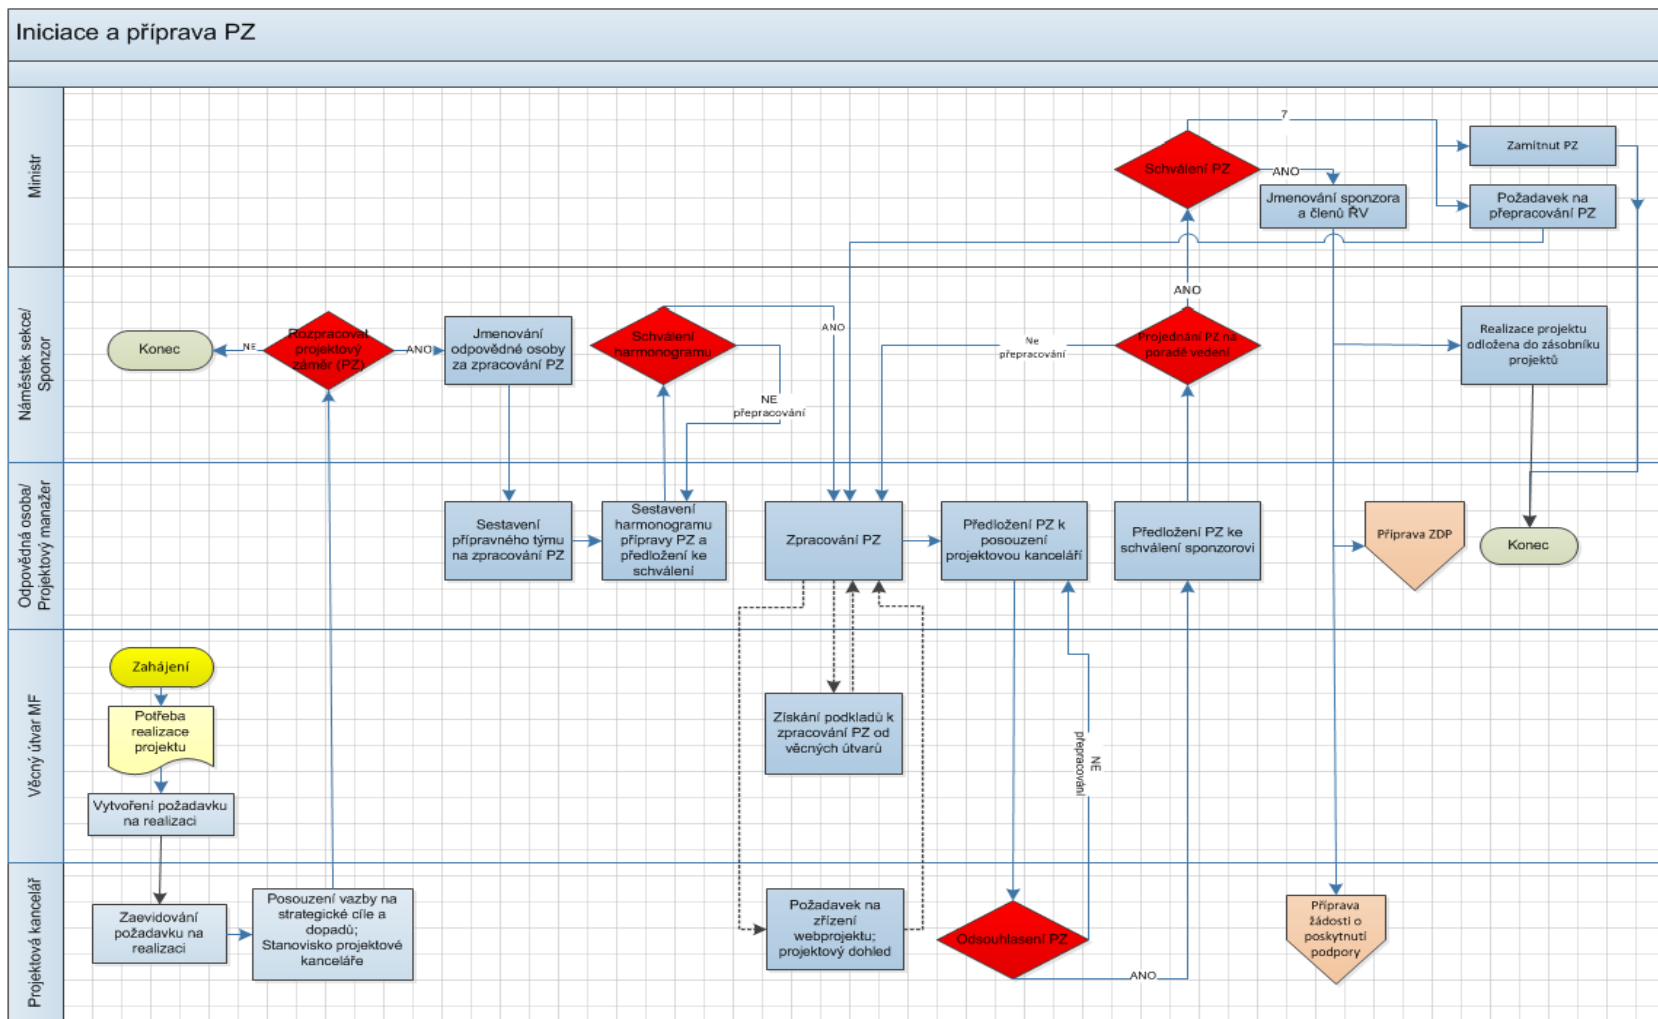 Iniciace a příprava PZ
Ministr
7
Schválení PZ
ANO
Zamítnut PZ
Jmenování sponzora
a členů ŘV
Požadavek na
přepracování PZ
Náměstek sekce/
Sponzor
Konec
NE
Rozpracovat
projektový
záměr (PZ)
ANO
Jmenování
odpovědné osoby
za zpracování PZ
Schválení
harmonogramu
NE
přepracování
ANO
Ne
přepracování
ANO
Projednání PZ na
poradě vedení
Realizace projektu
odložena do zásobníku
projektů
Odpovědná osoba/
Projektový manažer
Sestavení
přípravného týmu
na zpracování PZ
Sestavení
harmonogramu
přípravy PZ a
předložení ke
schválení
Zpracování PZ
Předložení PZ k
posouzení
projektovou kanceláří
Předložení PZ ke
schválení sponzorovi
Příprava ZDP
Konec
Věcný útvar MF
Zahájení
Potřeba
realizace
projektu
Vytvoření požadavku
na realizaci
Získání podkladů k
zpracování PZ od
věcných útvarů
NE
přepracování
Projektová kancelář
Zaevidování
požadavku na
realizaci
Posouzení vazby na
strategické cíle a
dopadů;
Stanovisko projektové
kanceláře
Požadavek na
zřízení
webprojektu;
projektový dohled
Odsouhlasení PZ
ANO
Příprava
žádosti o
poskytnutí
podpory